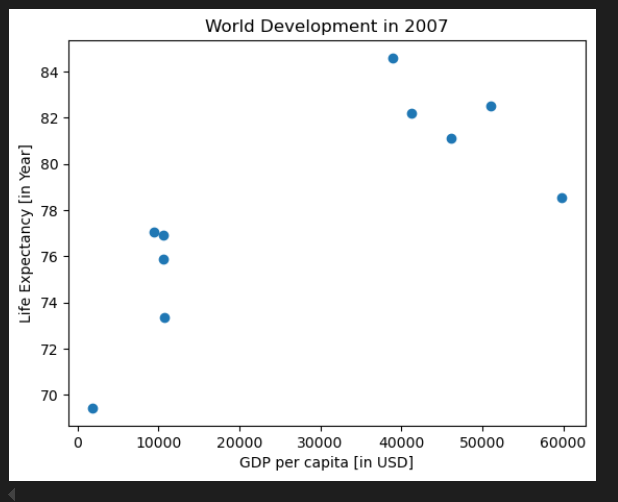 World Development in 2007
Life Expectancy [in Year]
84
82
80
78
76
74
72
70
0 10000 20000 30000 40000 50000 60000
GDP per capita [in USD]